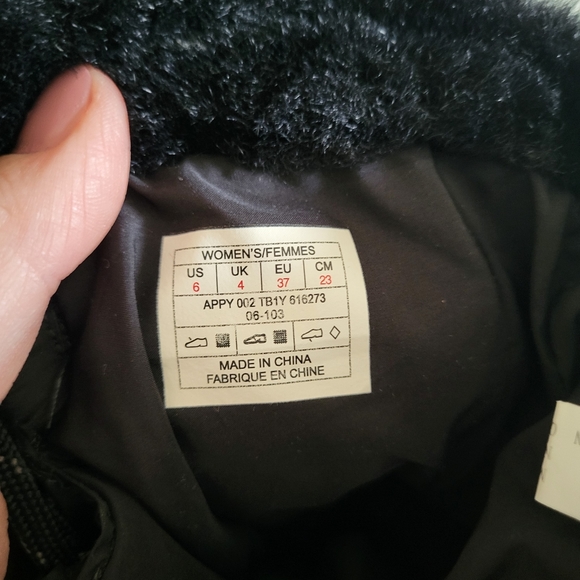 WOMEN'S/FEMMES
US UK EU CM
6 4 37 23
APPY 002 TB1Y 616273
06-103
MADE IN CHINA
FABRIQUE EN CHINE